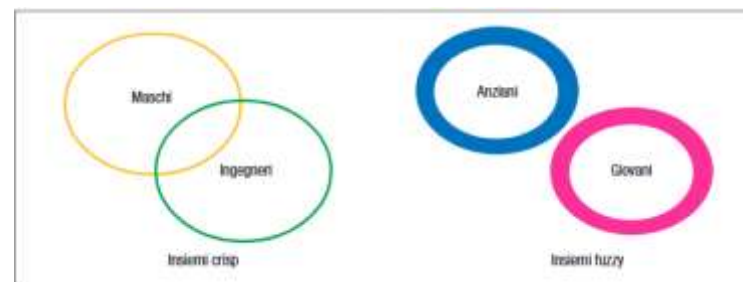 Maschi
Ingegneri
Insiemi crisp
Anziani
Giovani
Insiemi fuzzy